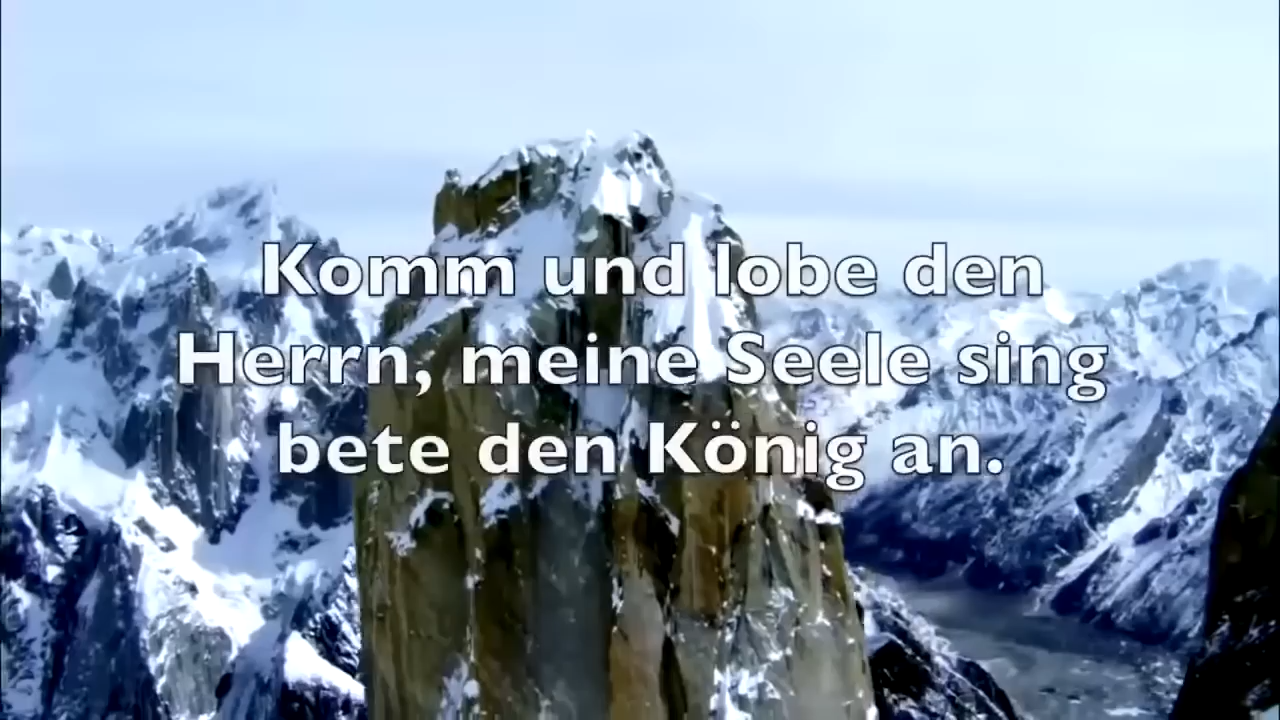 Komm und lobe den
Herrn, meine Seele sing
bete den König an.